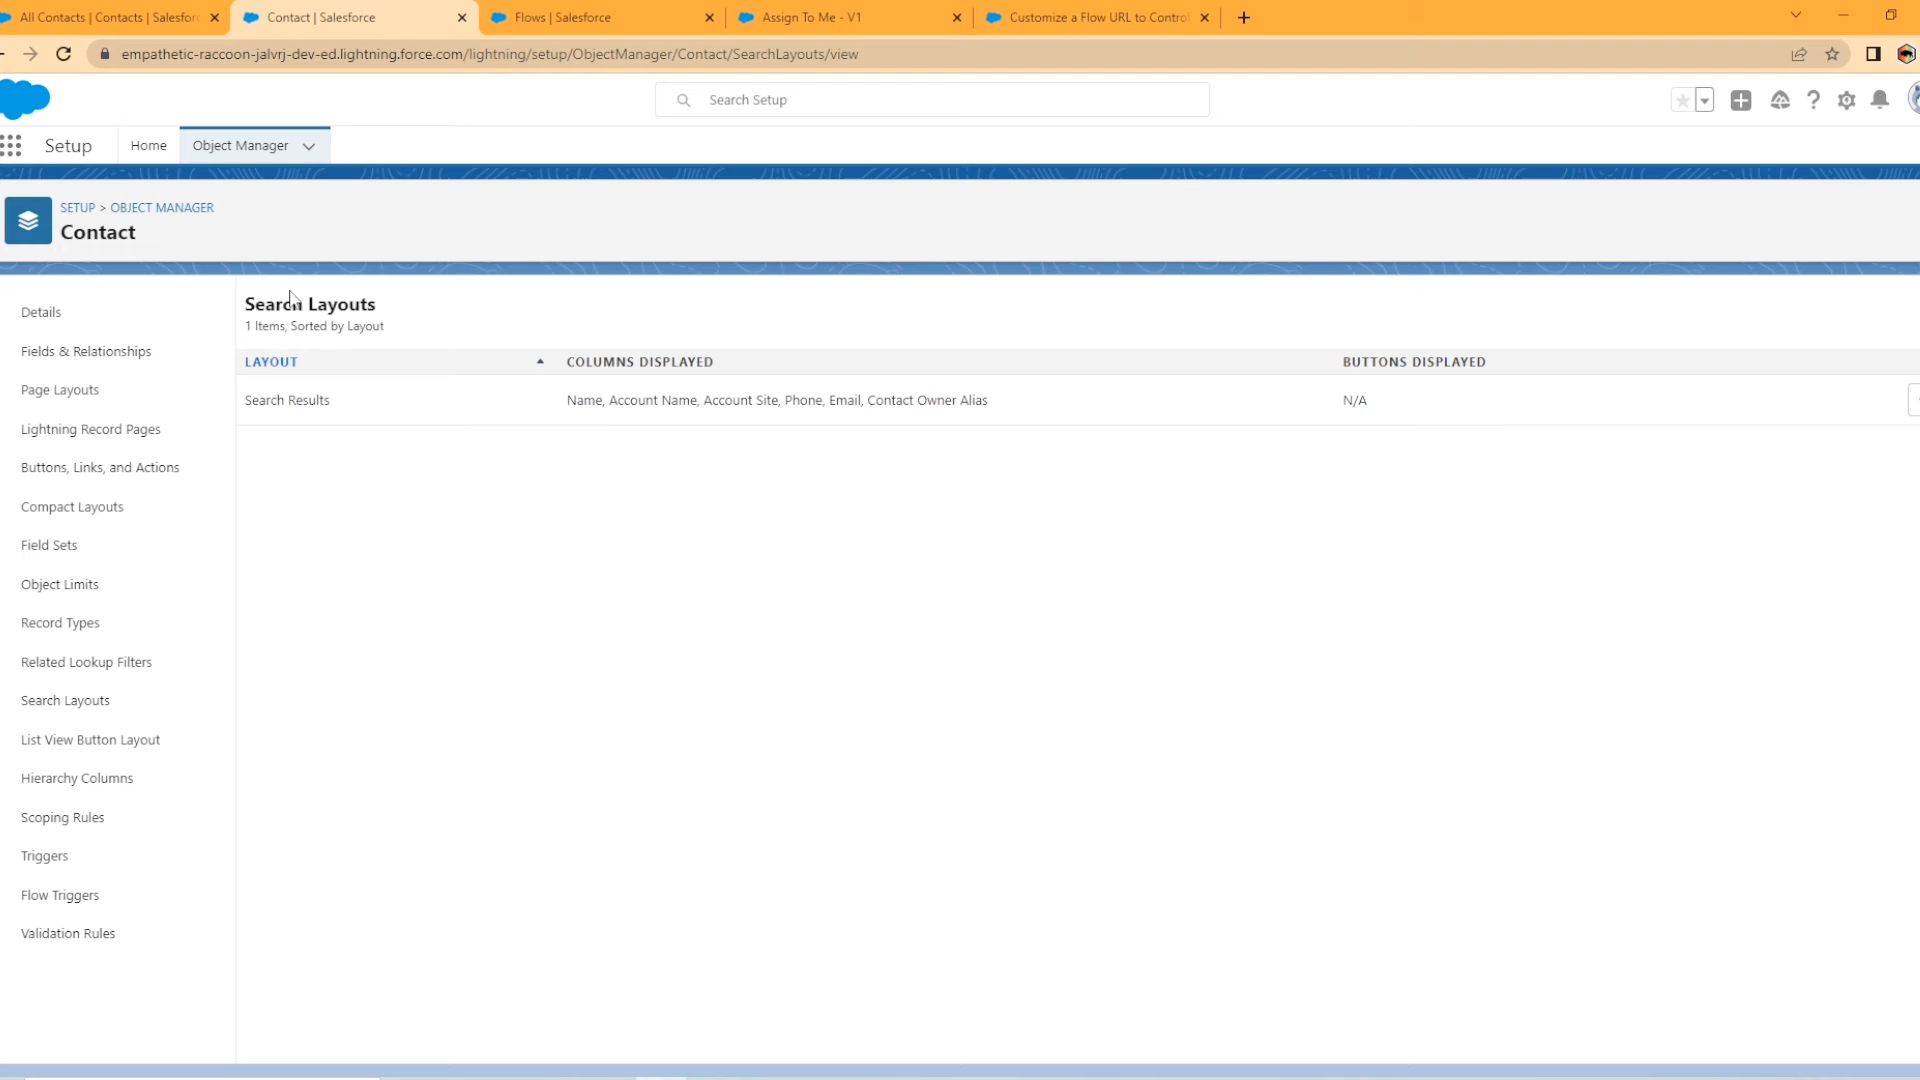 All Contacts | Contacts | Salesfor
Contact | Salesforce
Flows | Salesforce
Assign To Me - V1
Customize a Flow URL to Contro
empathetic-raccoon-jalvrj-dev-ed.lightning.force.com/lightning/setup/ObjectManager/Contact/SearchLayouts/view
Search Setup
Setup
Home
Object Manager
SETUP > OBJECT MANAGER
Contact
Details
Fields & Relationships
Page Layouts
Lightning Record Pages
Buttons, Links, and Actions
Compact Layouts
Field Sets
Object Limits
Record Types
Related Lookup Filters
Search Layouts
List View Button Layout
Hierarchy Columns
Scoping Rules
Triggers
Flow Triggers
Validation Rules
Search Layouts
1 Items, Sorted by Layout
LAYOUT COLUMNS DISPLAYED BUTTONS DISPLAYED
Search Results Name, Account Name, Account Site, Phone, Email, Contact Owner Alias N/A